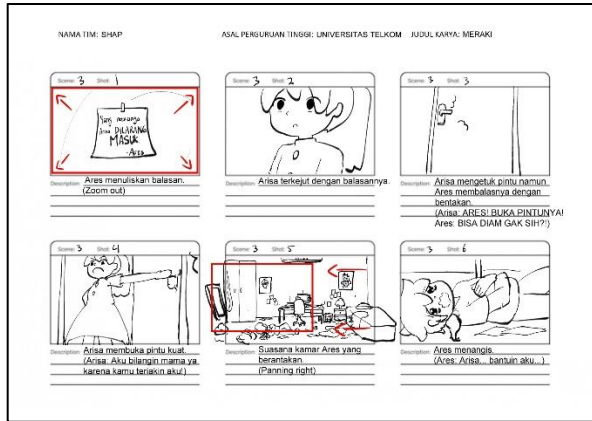 NAMA TIM: SHAP
ASAL PERGURUAN TINGGI: UNIVERSITAS TELKOM
JUDUL KARYA: MERAKI
Scene: 3 Shot: 1
DILARANG
MASUK
-Ares
Description: Ares menuliskan balasan.
(Zoom out)
Scene: 3 Shot: 2
Description: Arisa terkejut dengan balasannya.
Scene: 3 Shot: 3
Description: Arisa mengetuk pintu namun
Ares membalasnya dengan
bentakan.
(Arisa: ARES! BUKA PINTUNYA!
Ares: BISA DIAM GAK SIH?!)
Scene: 3 Shot: 4
Description: Arisa membuka pintu kuat.
(Arisa: Aku bilangin mama ya
karena kamu teriakin aku!)
Scene: 3 Shot: 5
Description: Suasana kamar Ares yang
berantakan.
(Panning right)
Scene: 3 Shot: 6
Description: Ares menangis.
(Ares: Arisa... bantuin aku...)